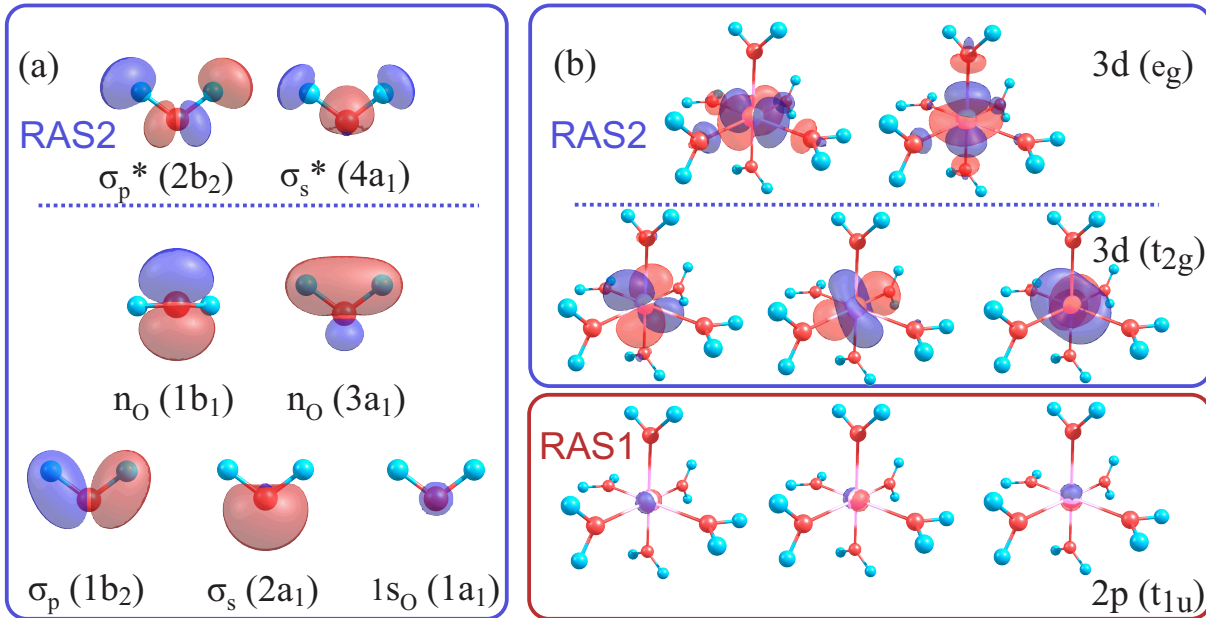 (a)
RAS2
σp* (2b2)
σs* (4a1)
nO (1b1)
nO (3a1)
σp (1b2)
σs (2a1)
1sO (1a1)
(b)
3d (eg)
RAS2
3d (t2g)
RAS1
2p (t1u)